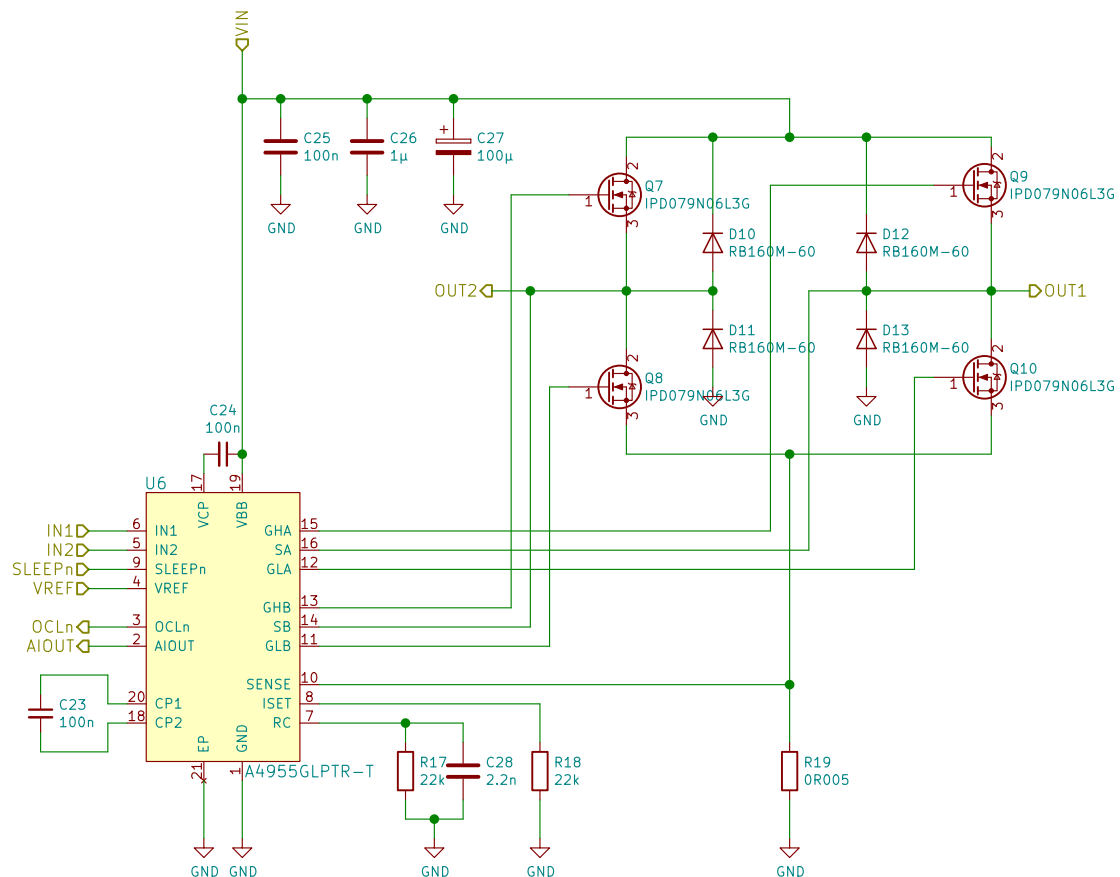 VIN
C25
100n
C26
1µ
+
C27
100µ
GND
GND
GND
Q7
IPD079N06L3G
1
2
3
Q9
IPD079N06L3G
1
2
3
D10
RB160M-60
D12
RB160M-60
OUT2
OUT1
D11
RB160M-60
D13
RB160M-60
Q8
IPD079N06L3G
1
2
3
Q10
IPD079N06L3G
1
2
3
GND
GND
C24
100n
U6
17
19
VCP
VBB
IN1 6 IN1
IN2 5 IN2
SLEEPn 9 SLEEPn
VREF 4 VREF
OCLn 3 OCLn
AIOUT 2 AIOUT
20 CP1
18 CP2
C23
100n
GHA 15
SA 16
GLA 12
GHB 13
SB 14
GLB 11
SENSE 10
ISET 8
RC 7
EP
GND
21
1
A4955GLPTR-T
R17
22k
C28
2.2n
R18
22k
R19
0R005
GND
GND
GND
GND
GND